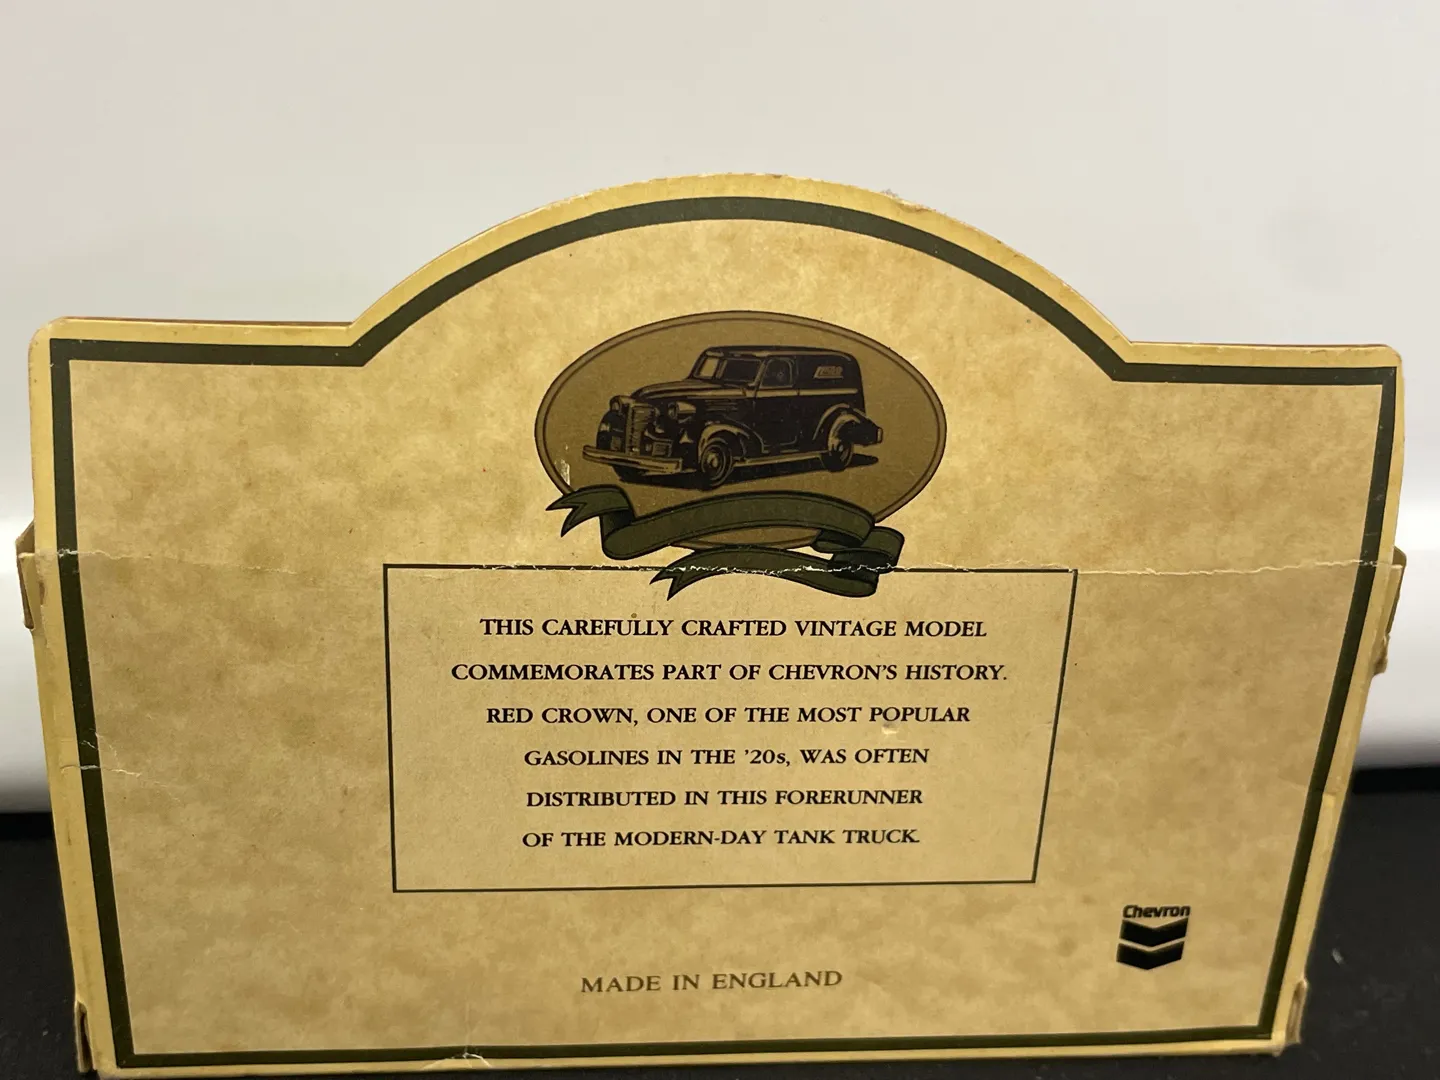 THIS CAREFULLY CRAFTED VINTAGE MODEL
COMMEMORATES PART OF CHEVRON'S HISTORY.
RED CROWN, ONE OF THE MOST POPULAR
GASOLINES IN THE '20s, WAS OFTEN
DISTRIBUTED IN THIS FORERUNNER
OF THE MODERN-DAY TANK TRUCK.
Chevron
MADE IN ENGLAND